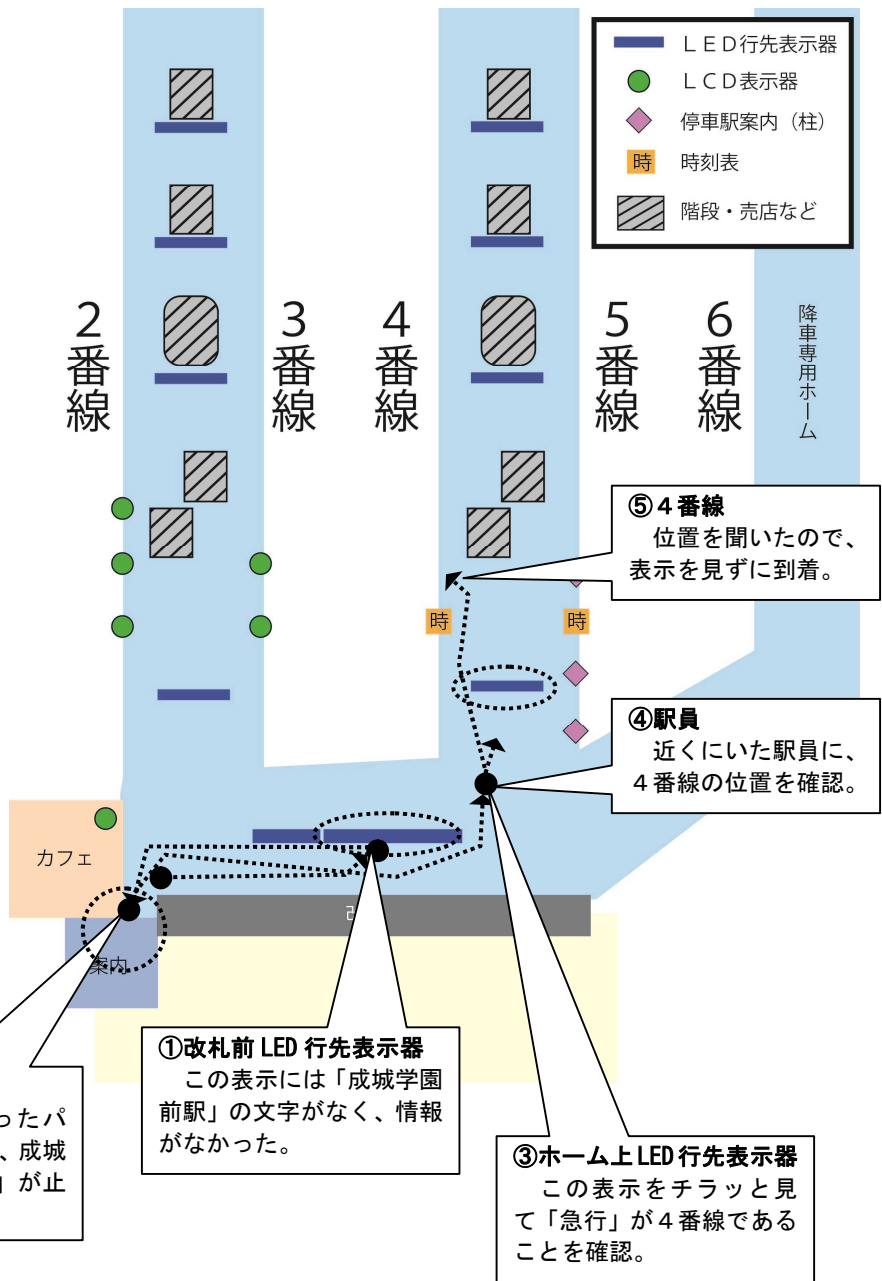 LED行先表示器
LCD表示器
停車駅案内（柱）
時 時刻表
階段・売店など
2番線
3番線
4番線
5番線
6番線
降車専用ホーム
⑤４番線
位置を聞いたので、
表示を見ずに到着。
時
時
④駅員
近くにいた駅員に、
４番線の位置を確認。
カフェ
案内
①改札前 LED 行先表示器
この表示には「成城学園
前駅」の文字がなく、情報
がなかった。
ったパ
、成城
」が止
③ホーム上 LED 行先表示器
この表示をチラッと見
て「急行」が４番線である
ことを確認。